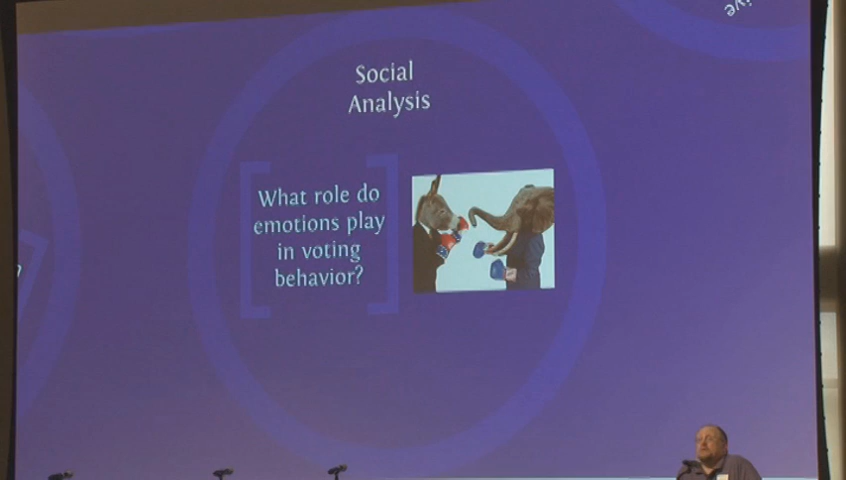 Social
Analysis
What role do
emotions play
in voting
behavior?